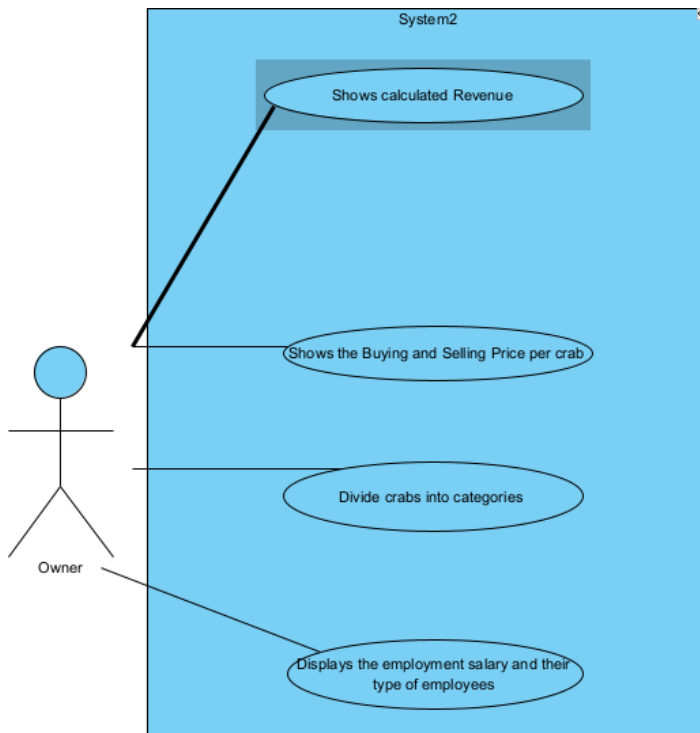 System2
Shows calculated Revenue
Shows the Buying and Selling Price per crab
Divide crabs into categories
Owner
Displays the employment salary and their
type of employees